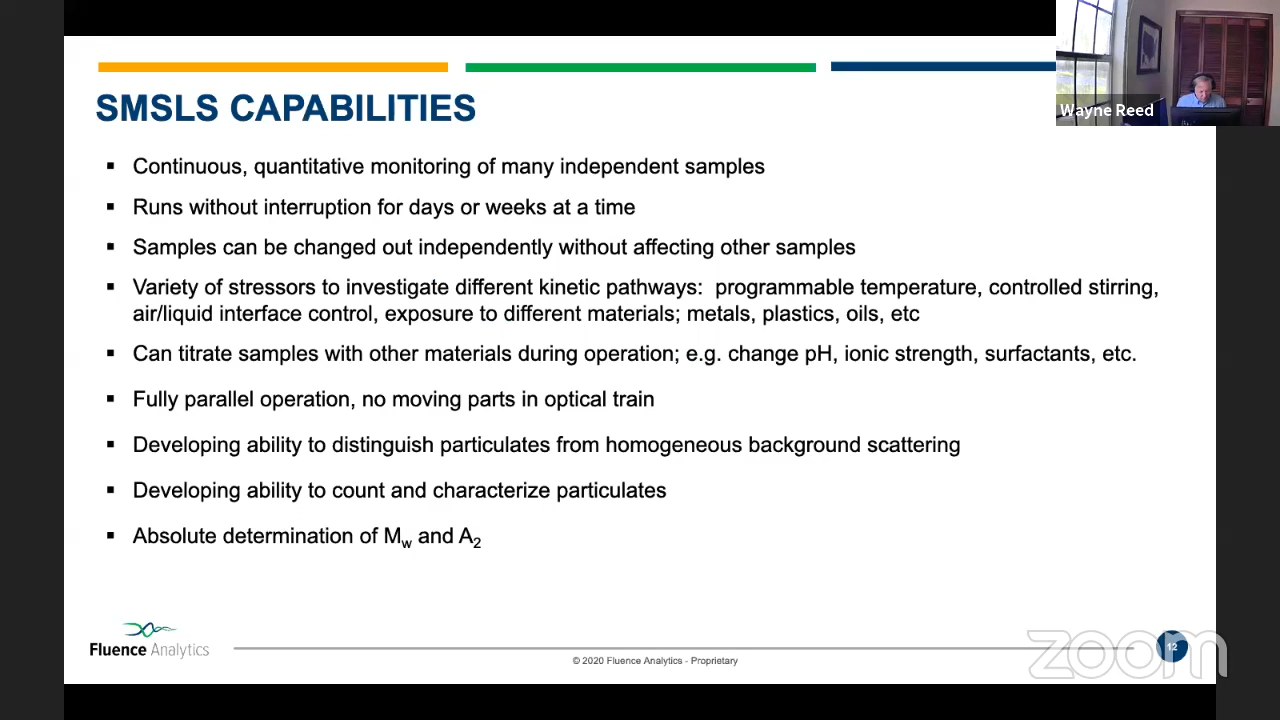 SMSLS CAPABILITIES
Wayne Reed
▪ Continuous, quantitative monitoring of many independent samples
▪ Runs without interruption for days or weeks at a time
▪ Samples can be changed out independently without affecting other samples
▪ Variety of stressors to investigate different kinetic pathways:  programmable temperature, controlled stirring,
air/liquid interface control, exposure to different materials; metals, plastics, oils, etc
▪ Can titrate samples with other materials during operation; e.g. change pH, ionic strength, surfactants, etc.
▪ Fully parallel operation, no moving parts in optical train
▪ Developing ability to distinguish particulates from homogeneous background scattering
▪ Developing ability to count and characterize particulates
▪ Absolute determination of Mw and A2
Fluence Analytics
© 2020 Fluence Analytics - Proprietary
zoom
12